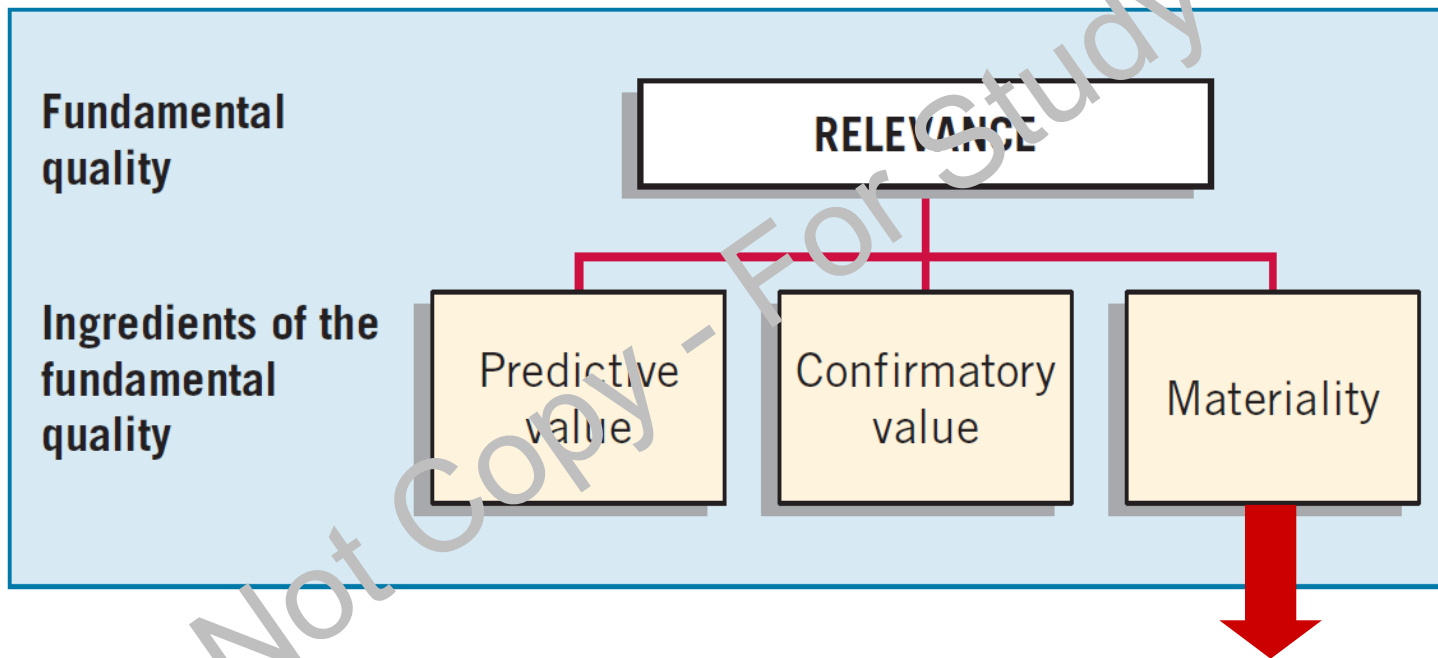 Fundamental
quality
RELEVANCE
Ingredients of the
fundamental
quality
Predictive
value
Confirmatory
value
Materiality
Not Copy - For Study